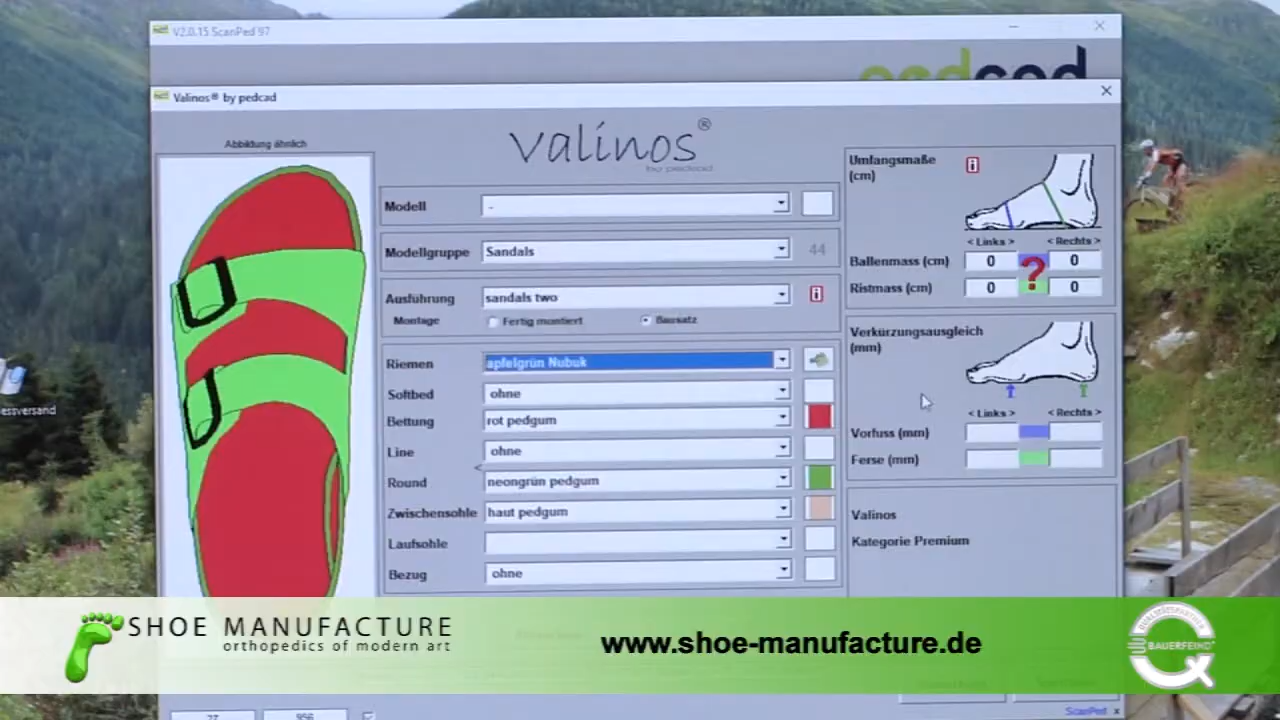 V2.0.15 ScanPed 97
pedcad
Valinos® by pedcad
Abbildung ähnlich
Valinos®
by pedcad
Modell
-
Modellgruppe
Sandals
44
Ausführung
sandals two
Montage
Fertig montiert
Bausatz
Riemen
apfelgrün Nubuk
Softbed
ohne
Bettung
rot pedgum
Line
ohne
Round
neongrün pedgum
Zwischensohle
haut pedgum
Laufsohle
Bezug
ohne
Umfangsmaße
(cm)
< Links >
< Rechts >
Ballenmass (cm)
0
?
0
Ristmass (cm)
0
0
Verkürzungsausgleich
(mm)
< Links >
< Rechts >
Vorfuss (mm)
Ferse (mm)
Valinos
Kategorie Premium
essversand
SHOE MANUFACTURE
orthopedics of modern art
www.shoe-manufacture.de
QUALITÄTSPARTNER
BAUERFEIND
ScanPed x